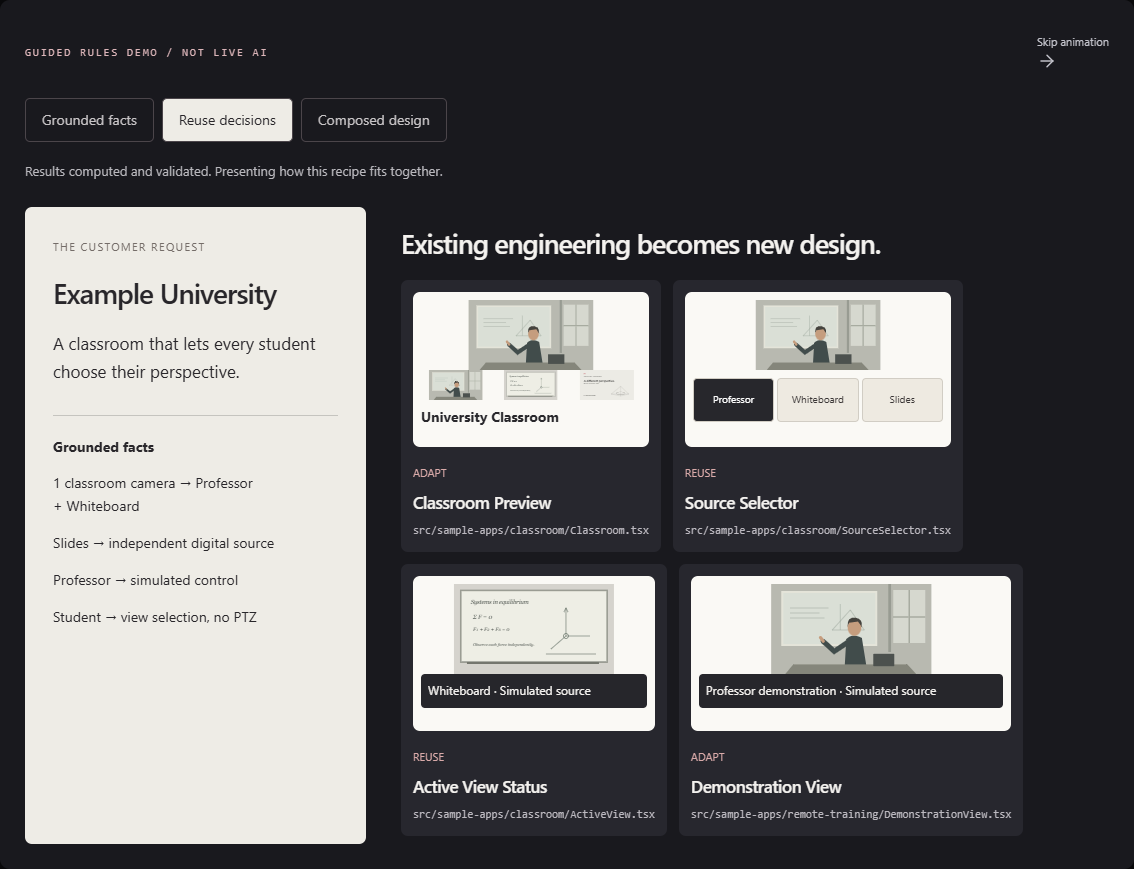 GUIDED RULES DEMO / NOT LIVE AI
Skip animation
→
Grounded facts
Reuse decisions
Composed design
Results computed and validated. Presenting how this recipe fits together.
THE CUSTOMER REQUEST
Example University
A classroom that lets every student
choose their perspective.
Grounded facts
1 classroom camera → Professor
+ Whiteboard
Slides → independent digital source
Professor → simulated control
Student → view selection, no PTZ
Existing engineering becomes new design.
University Classroom
ADAPT
Classroom Preview
src/sample-apps/classroom/Classroom.tsx
Professor
Whiteboard
Slides
REUSE
Source Selector
src/sample-apps/classroom/SourceSelector.tsx
Systems in equilibrium
Observe each force independently.
Whiteboard · Simulated source
REUSE
Active View Status
src/sample-apps/classroom/ActiveView.tsx
Professor demonstration · Simulated source
ADAPT
Demonstration View
src/sample-apps/remote-training/DemonstrationView.tsx